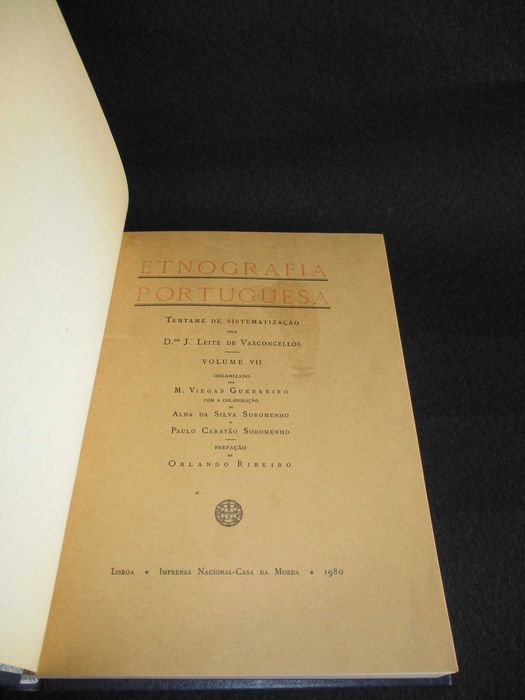 ETNOGRAFIA
PORTUGUESA
TENTAME DE SISTEMATIZAÇÃO
PELO
D.OR J. LEITE DE VASCONCELLOS
VOLUME VII
ORGANIZADO
POR
M. VIEGAS GUERREIRO
COM A COLABORAÇÃO
DE
ALDA DA SILVA SOROMENHO
E
PAULO CARATÃO SOROMENHO
PREFAÇÃO
DE
ORLANDO RIBEIRO
LISBOA • IMPRENSA NACIONAL-CASA DA MOEDA • 1980